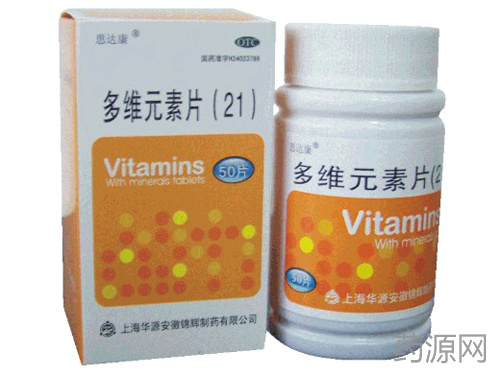 思达康®
OTC
国药准字H34023788
多维元素片(21)
Vitamins
With minerals tablets
50片
上海华源安徽锦辉制药有限公司
思达康®
多维元素片(2
Vitamins
With minerals
50片
上海华源安徽锦辉制
药源网